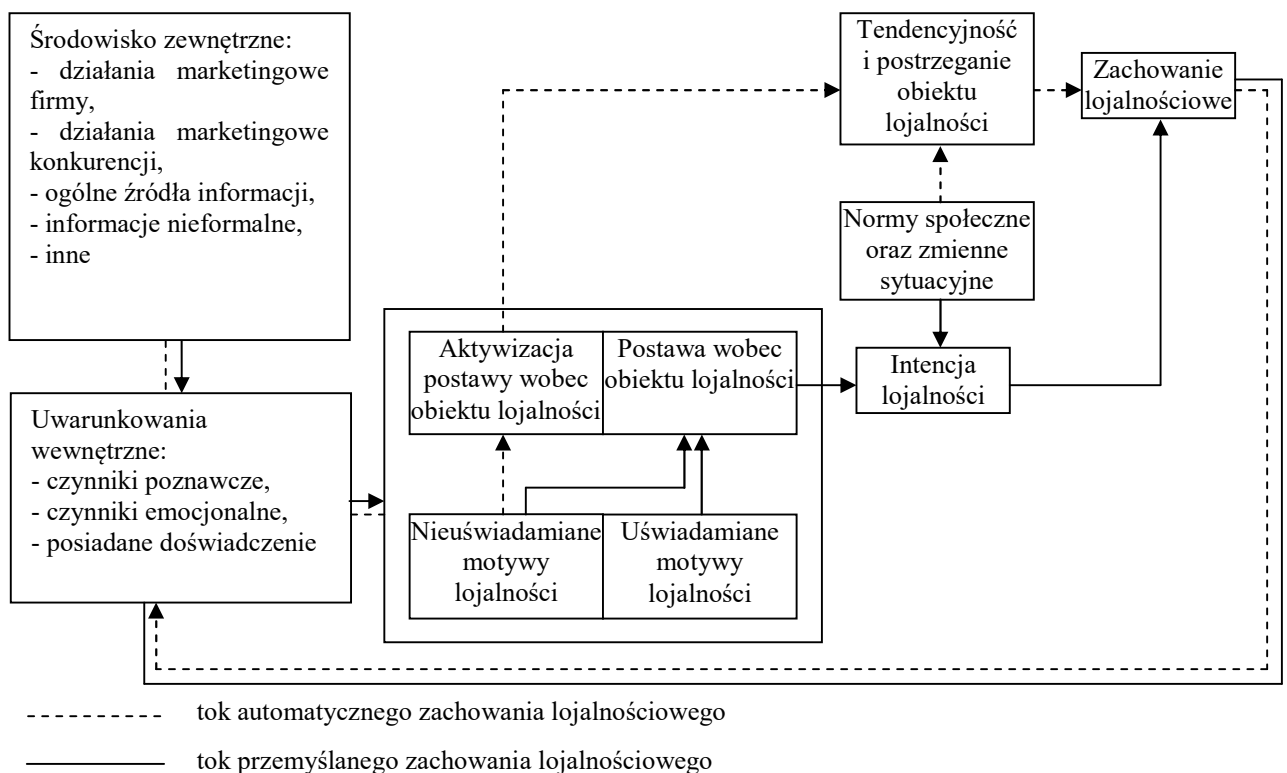 Środowisko zewnętrzne:
- działania marketingowe
firmy,
- działania marketingowe
konkurencji,
- ogólne źródła informacji,
- informacje nieformalne,
- inne
Tendencyjność
i postrzeganie
obiektu
lojalności
Zachowanie
lojalnościowe
Normy społeczne
oraz zmienne
sytuacyjne
Aktywizacja
postawy wobec
obiektu lojalności
Postawa wobec
obiektu lojalności
Intencja
lojalności
Uwarunkowania
wewnętrzne:
- czynniki poznawcze,
- czynniki emocjonalne,
- posiadane doświadczenie
Nieuświadamiane
motywy
lojalności
Uświadamiane
motywy
lojalności
tok automatycznego zachowania lojalnościowego
tok przemyślanego zachowania lojalnościowego